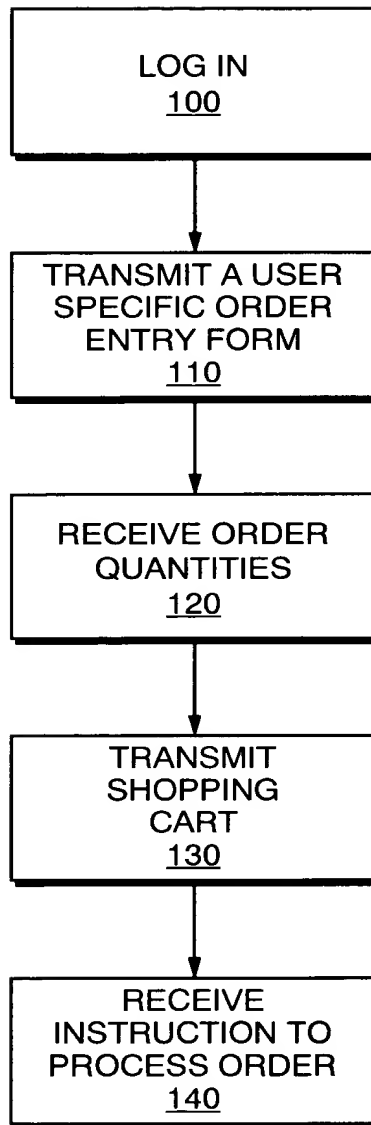 LOG IN
100
TRANSMIT A USER
SPECIFIC ORDER
ENTRY FORM
110
RECEIVE ORDER
QUANTITIES
120
TRANSMIT
SHOPPING
CART
130
RECEIVE
INSTRUCTION TO
PROCESS ORDER
140